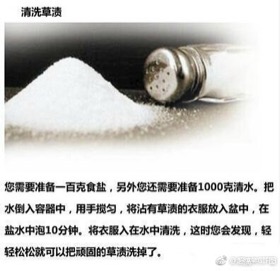 清洗草渍
您需要准备一百克食盐，另外您还需要准备1000克清水。把
水倒入容器中，用手搅匀，将沾有草渍的衣服放入盆中，在
盐水中泡10分钟。将衣服入在水中清洗，这时您会发现，轻
轻松松就可以把顽固的草渍洗掉了。